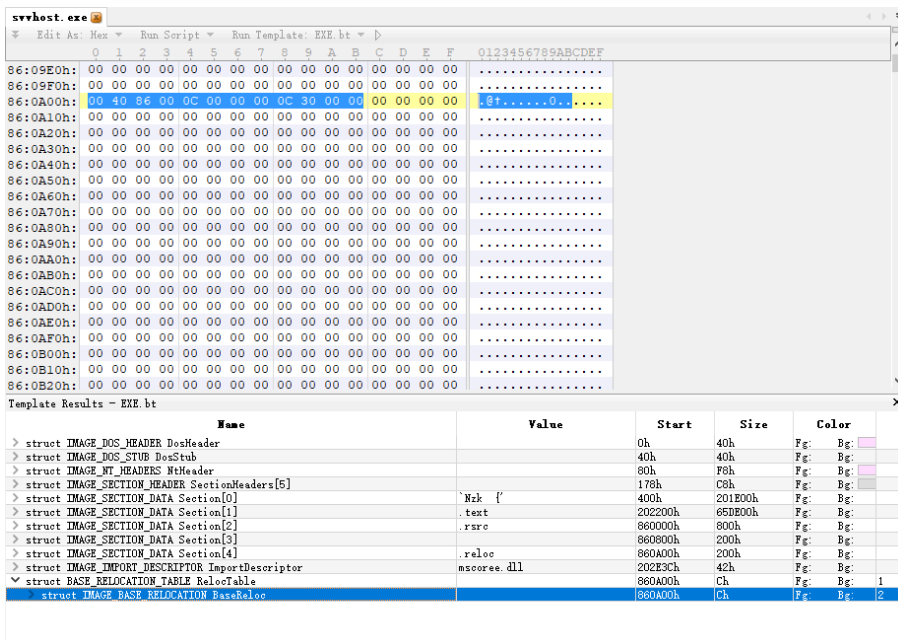 svvhost.exe
Edit As: Hex Run Script Run Template: EXE.bt
0 1 2 3 4 5 6 7 8 9 A B C D E F 0123456789ABCDEF
86:09E0h: 00 00 00 00 00 00 00 00 00 00 00 00 00 00 00 00 ................
86:09F0h: 00 00 00 00 00 00 00 00 00 00 00 00 00 00 00 00 ................
86:0A00h: 00 40 86 00 0C 00 00 00 0C 30 00 00 00 00 00 00 .@†......0......
86:0A10h: 00 00 00 00 00 00 00 00 00 00 00 00 00 00 00 00 ................
86:0A20h: 00 00 00 00 00 00 00 00 00 00 00 00 00 00 00 00 ................
86:0A30h: 00 00 00 00 00 00 00 00 00 00 00 00 00 00 00 00 ................
86:0A40h: 00 00 00 00 00 00 00 00 00 00 00 00 00 00 00 00 ................
86:0A50h: 00 00 00 00 00 00 00 00 00 00 00 00 00 00 00 00 ................
86:0A60h: 00 00 00 00 00 00 00 00 00 00 00 00 00 00 00 00 ................
86:0A70h: 00 00 00 00 00 00 00 00 00 00 00 00 00 00 00 00 ................
86:0A80h: 00 00 00 00 00 00 00 00 00 00 00 00 00 00 00 00 ................
86:0A90h: 00 00 00 00 00 00 00 00 00 00 00 00 00 00 00 00 ................
86:0AA0h: 00 00 00 00 00 00 00 00 00 00 00 00 00 00 00 00 ................
86:0AB0h: 00 00 00 00 00 00 00 00 00 00 00 00 00 00 00 00 ................
86:0AC0h: 00 00 00 00 00 00 00 00 00 00 00 00 00 00 00 00 ................
86:0AD0h: 00 00 00 00 00 00 00 00 00 00 00 00 00 00 00 00 ................
86:0AE0h: 00 00 00 00 00 00 00 00 00 00 00 00 00 00 00 00 ................
86:0AF0h: 00 00 00 00 00 00 00 00 00 00 00 00 00 00 00 00 ................
86:0B00h: 00 00 00 00 00 00 00 00 00 00 00 00 00 00 00 00 ................
86:0B10h: 00 00 00 00 00 00 00 00 00 00 00 00 00 00 00 00 ................
86:0B20h: 00 00 00 00 00 00 00 00 00 00 00 00 00 00 00 00 ................
Template Results - EXE.bt
Name Value Start Size Color
struct IMAGE_DOS_HEADER DosHeader 0h 40h Fg: Bg:
struct IMAGE_DOS_STUB DosStub 40h 40h Fg: Bg:
struct IMAGE_NT_HEADERS NtHeader 80h F8h Fg: Bg:
struct IMAGE_SECTION_HEADER SectionHeaders[5] 178h C8h Fg: Bg:
struct IMAGE_SECTION_DATA Section[0] `Nzk {' 400h 201E00h Fg: Bg:
struct IMAGE_SECTION_DATA Section[1] .text 202200h 65DE00h Fg: Bg:
struct IMAGE_SECTION_DATA Section[2] .rsrc 860000h 800h Fg: Bg:
struct IMAGE_SECTION_DATA Section[3] 860800h 200h Fg: Bg:
struct IMAGE_SECTION_DATA Section[4] .reloc 860A00h 200h Fg: Bg:
struct IMAGE_IMPORT_DESCRIPTOR ImportDescriptor mscoree.dll 202E3Ch 42h Fg: Bg:
struct BASE_RELOCATION_TABLE RelocTable 860A00h Ch Fg: Bg: 1
struct IMAGE_BASE_RELOCATION BaseReloc 860A00h Ch Fg: Bg: 2